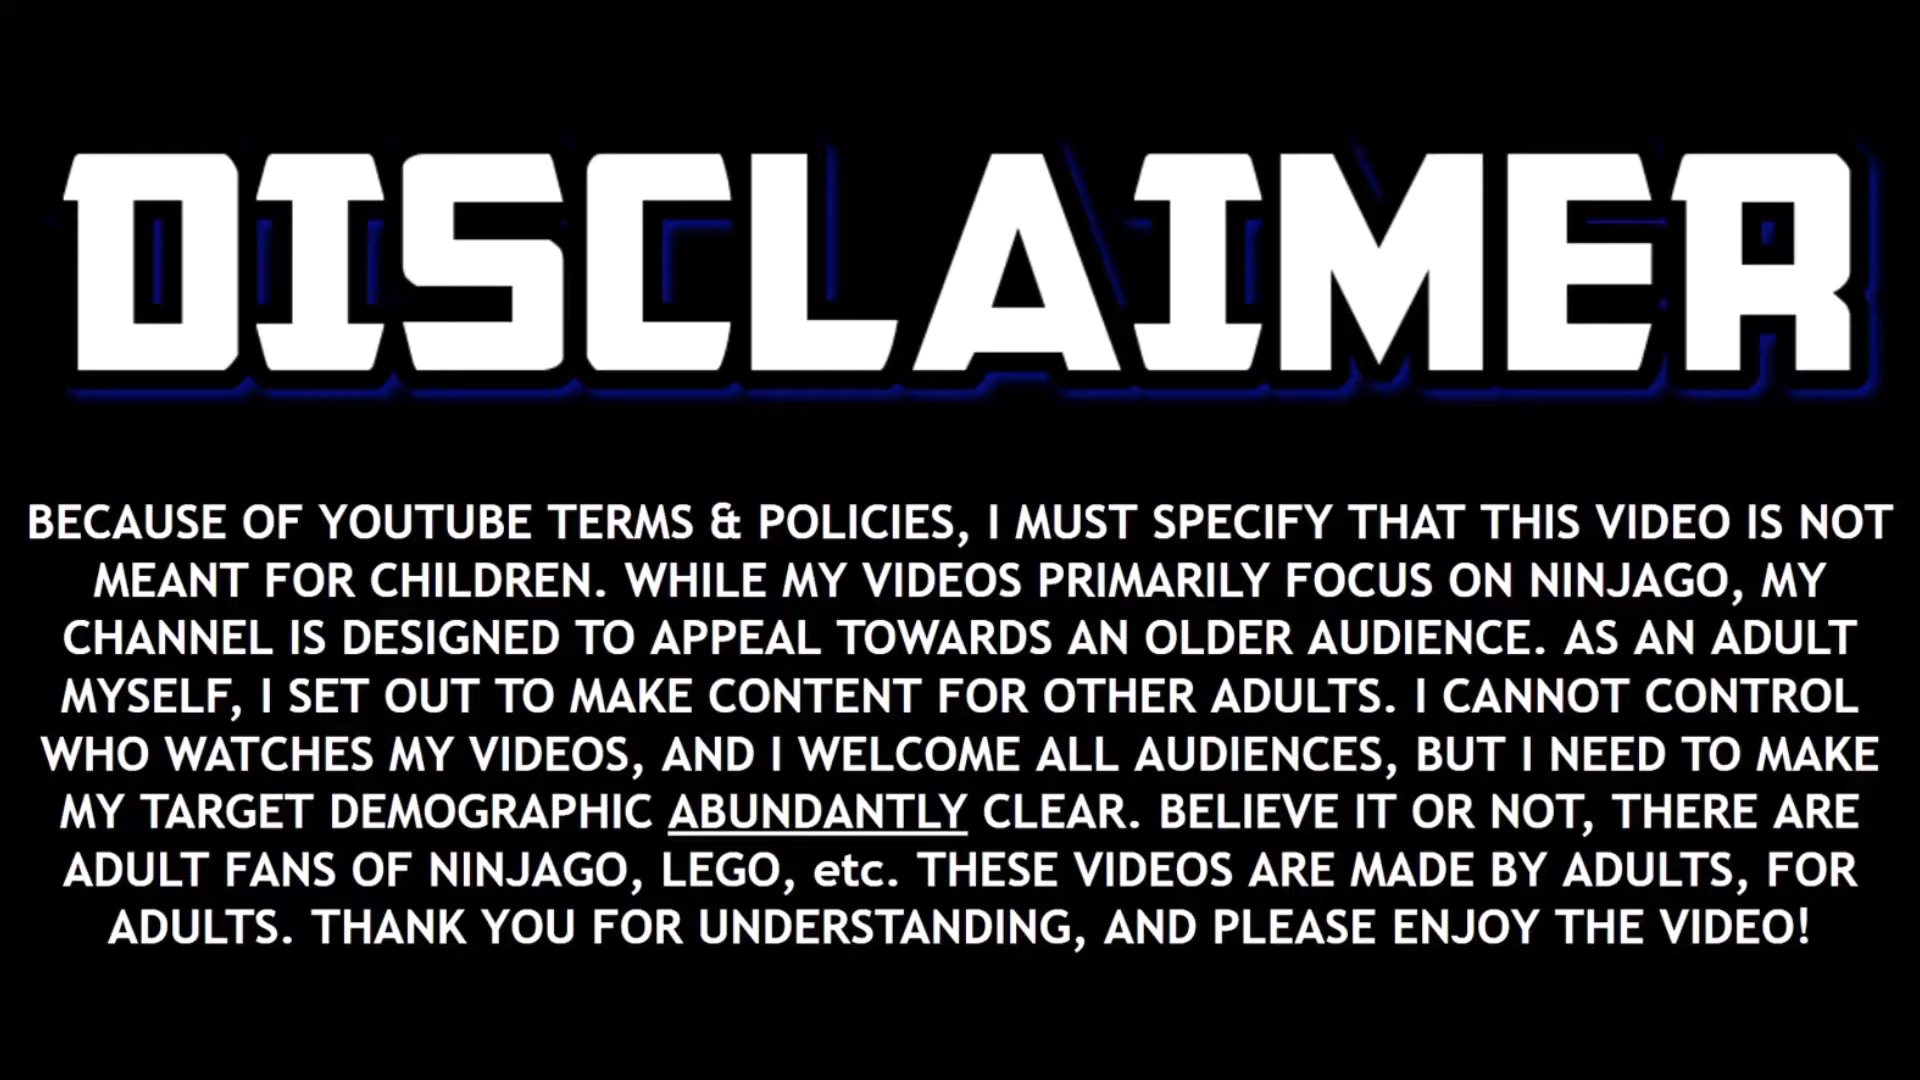 DISCLAIMER
BECAUSE OF YOUTUBE TERMS & POLICIES, I MUST SPECIFY THAT THIS VIDEO IS NOT
MEANT FOR CHILDREN. WHILE MY VIDEOS PRIMARILY FOCUS ON NINJAGO, MY
CHANNEL IS DESIGNED TO APPEAL TOWARDS AN OLDER AUDIENCE. AS AN ADULT
MYSELF, I SET OUT TO MAKE CONTENT FOR OTHER ADULTS. I CANNOT CONTROL
WHO WATCHES MY VIDEOS, AND I WELCOME ALL AUDIENCES, BUT I NEED TO MAKE
MY TARGET DEMOGRAPHIC ABUNDANTLY CLEAR. BELIEVE IT OR NOT, THERE ARE
ADULT FANS OF NINJAGO, LEGO, etc. THESE VIDEOS ARE MADE BY ADULTS, FOR
ADULTS. THANK YOU FOR UNDERSTANDING, AND PLEASE ENJOY THE VIDEO!